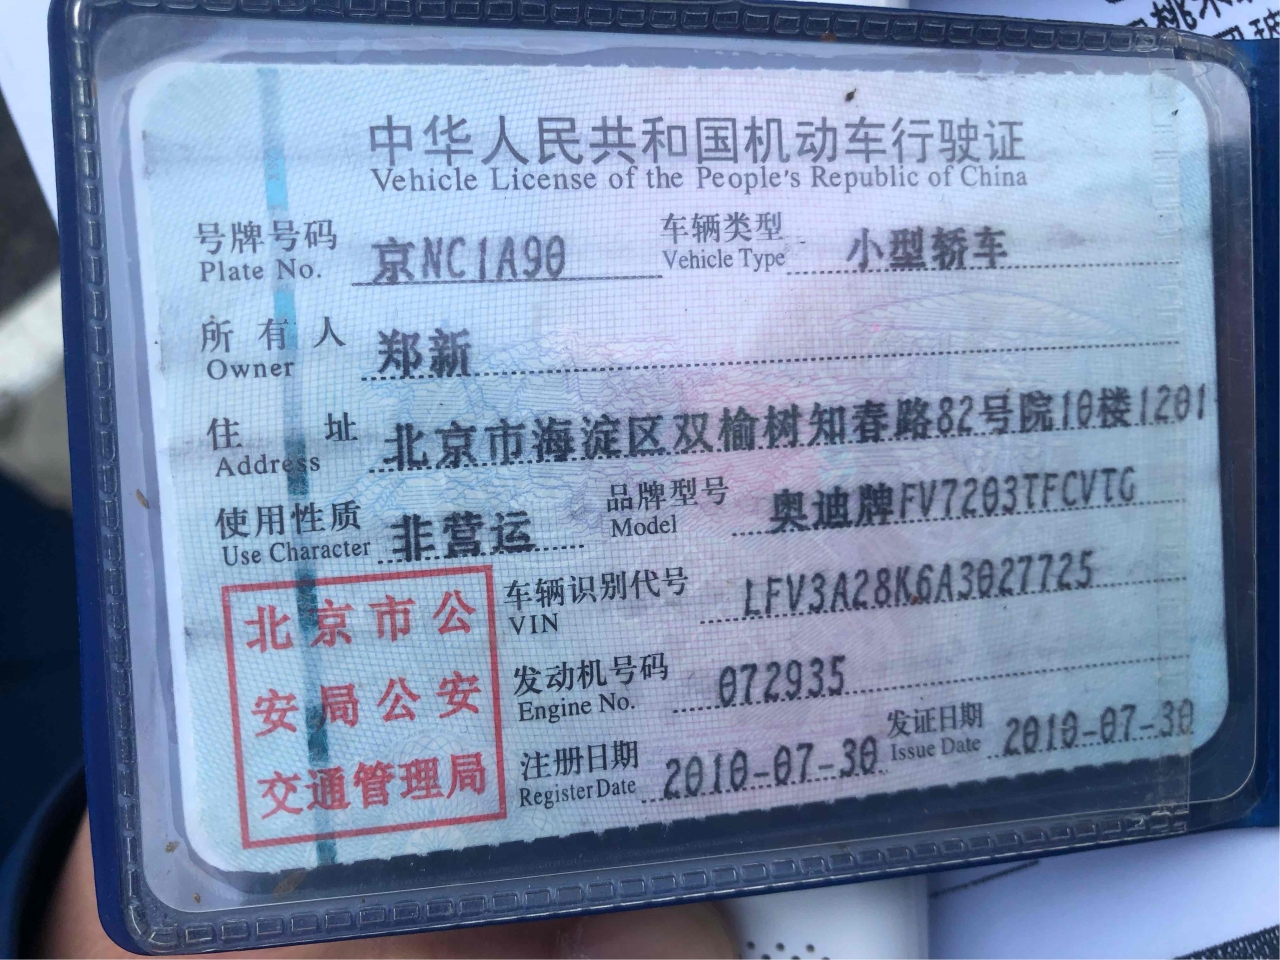 中华人民共和国机动车行驶证
Vehicle License of the People's Republic of China
号牌号码 京NC1A90 车辆类型 小型轿车
Plate No. Vehicle Type
所有人 郑新
Owner
住址 北京市海淀区双榆树知春路82号院10楼1201
Address
使用性质 非营运 品牌型号 奥迪牌FV7203TFCVTG
Use Character Model
车辆识别代号 LFV3A28K6A3027725
VIN
发动机号码 072935
Engine No.
注册日期 2010-07-30 发证日期 2010-07-30
Register Date Issue Date
北京市公
安局公安
交通管理局